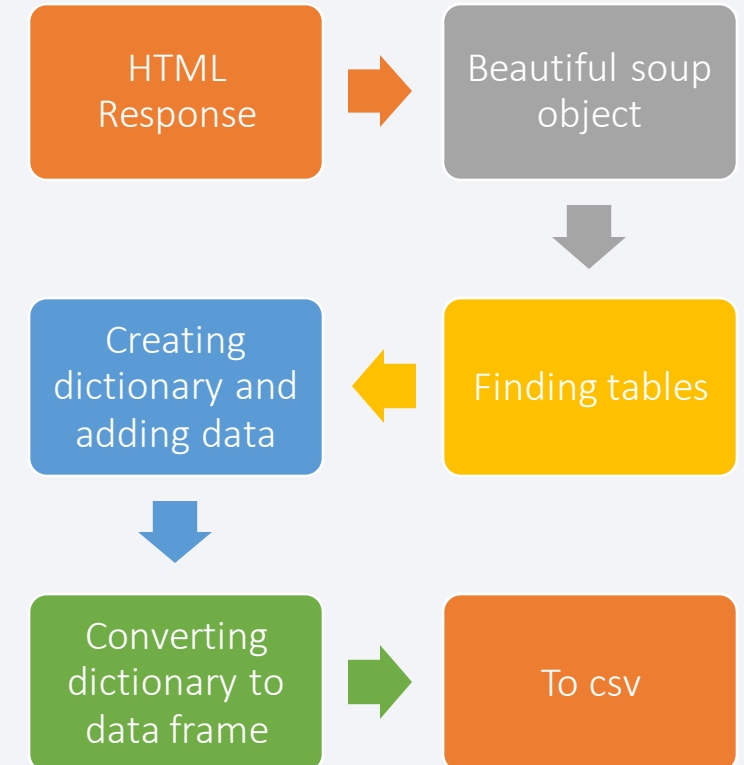 HTML
Response
Beautiful soup
object
Finding tables
Creating
dictionary and
adding data
Converting
dictionary to
data frame
To csv